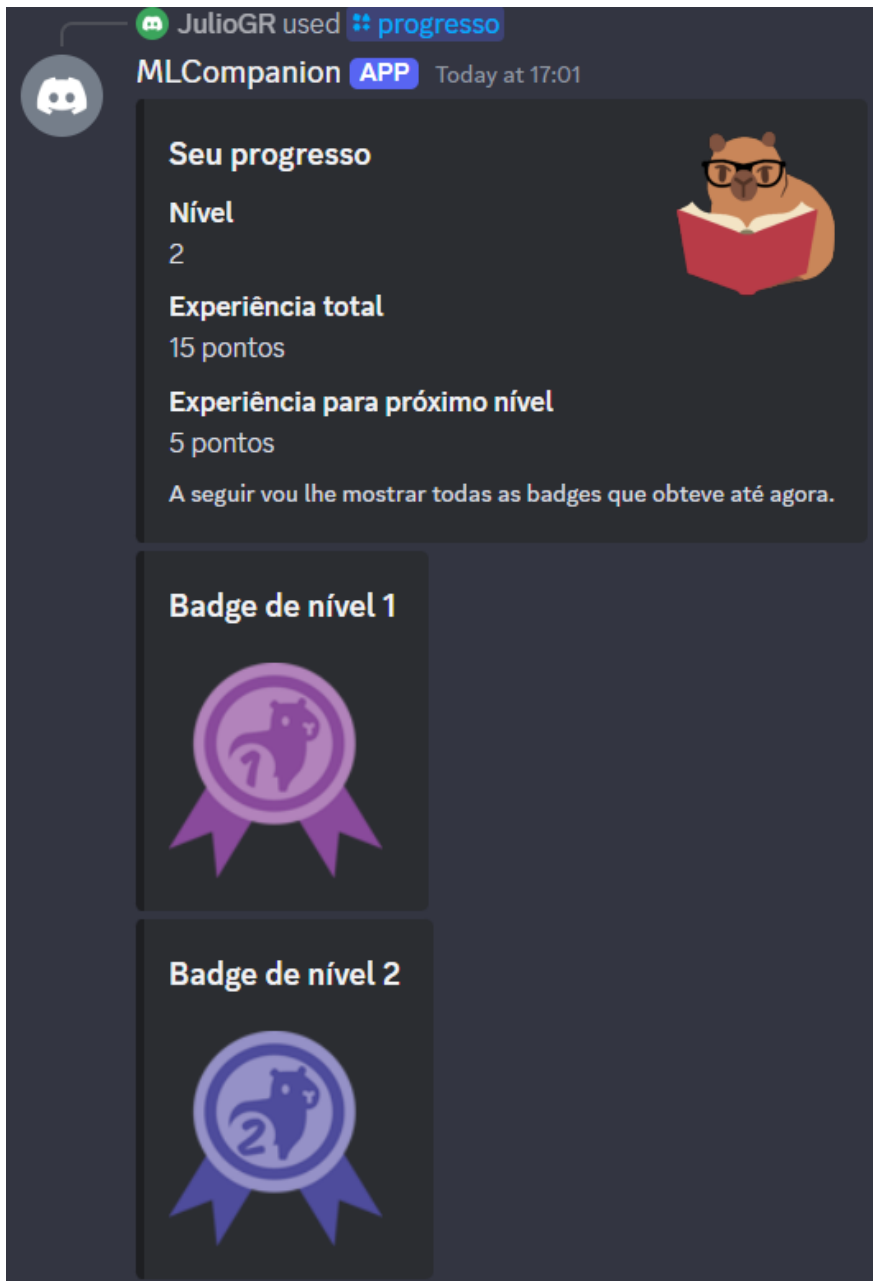 JulioGR used progresso
MLCompanion APP Today at 17:01
Seu progresso
Nível
2
Experiência total
15 pontos
Experiência para próximo nível
5 pontos
A seguir vou lhe mostrar todas as badges que obteve até agora.
Badge de nível 1
1
Badge de nível 2
2